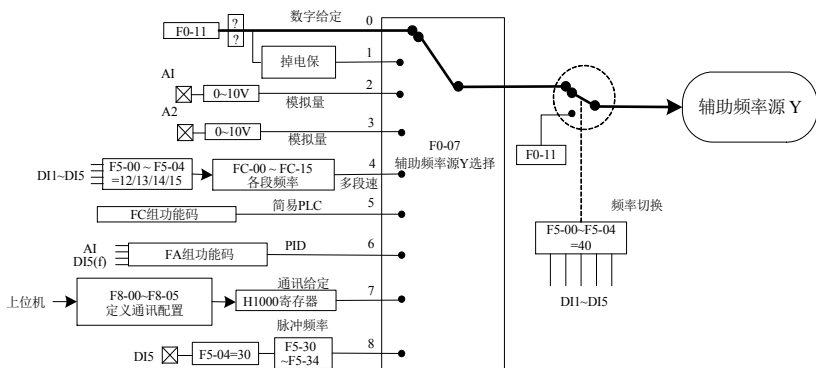 数字给定
0
F0-11
?
?
掉电保
1
AI
0~10V
模拟量
2
A2
0~10V
模拟量
3
F0-07
辅助频率源Y选择
DI1~DI5
F5-00 ~ F5-04
=12/13/14/15
FC-00 ~ FC-15
各段频率
多段速
4
FC组功能码
简易PLC
5
AI
DI5(f)
FA组功能码
PID
6
上位机
F8-00~F8-05
定义通讯配置
通讯给定
H1000寄存器
7
脉冲频率
DI5
F5-04=30
F5-30
~F5-34
8
F0-11
辅助频率源 Y
频率切换
F5-00~F5-04
=40
DI1~DI5